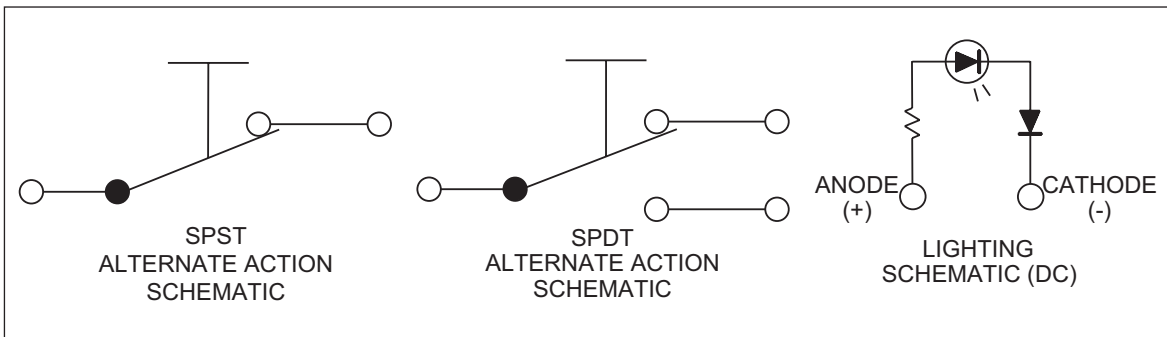 SPST
ALTERNATE ACTION
SCHEMATIC
SPDT
ALTERNATE ACTION
SCHEMATIC
ANODE
(+)
CATHODE
(-)
LIGHTING
SCHEMATIC (DC)